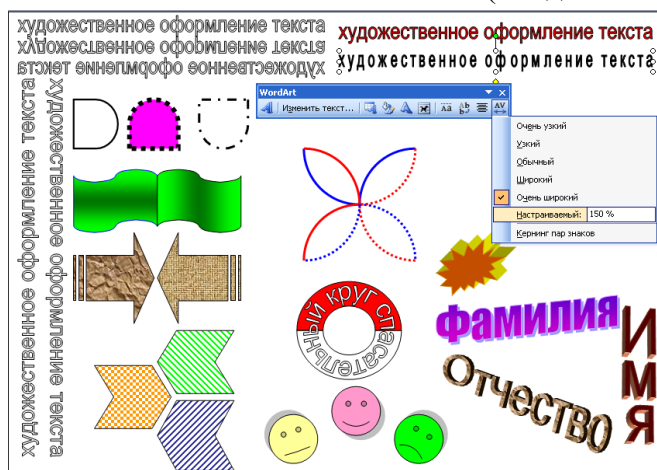 художественное оформление текста
художественное оформление текста
художественное оформление текста
художественное оформление текста
художественное оформление текста
художественное оформление текста
художественное оформление текста
WordArt
Изменить текст...
Аа
AV
Очень узкий
Узкий
Обычный
Широкий
Очень широкий
Настраиваемый: 150 %
Кернинг пар знаков
спасательный круг
Фамилия
Имя
Отчество